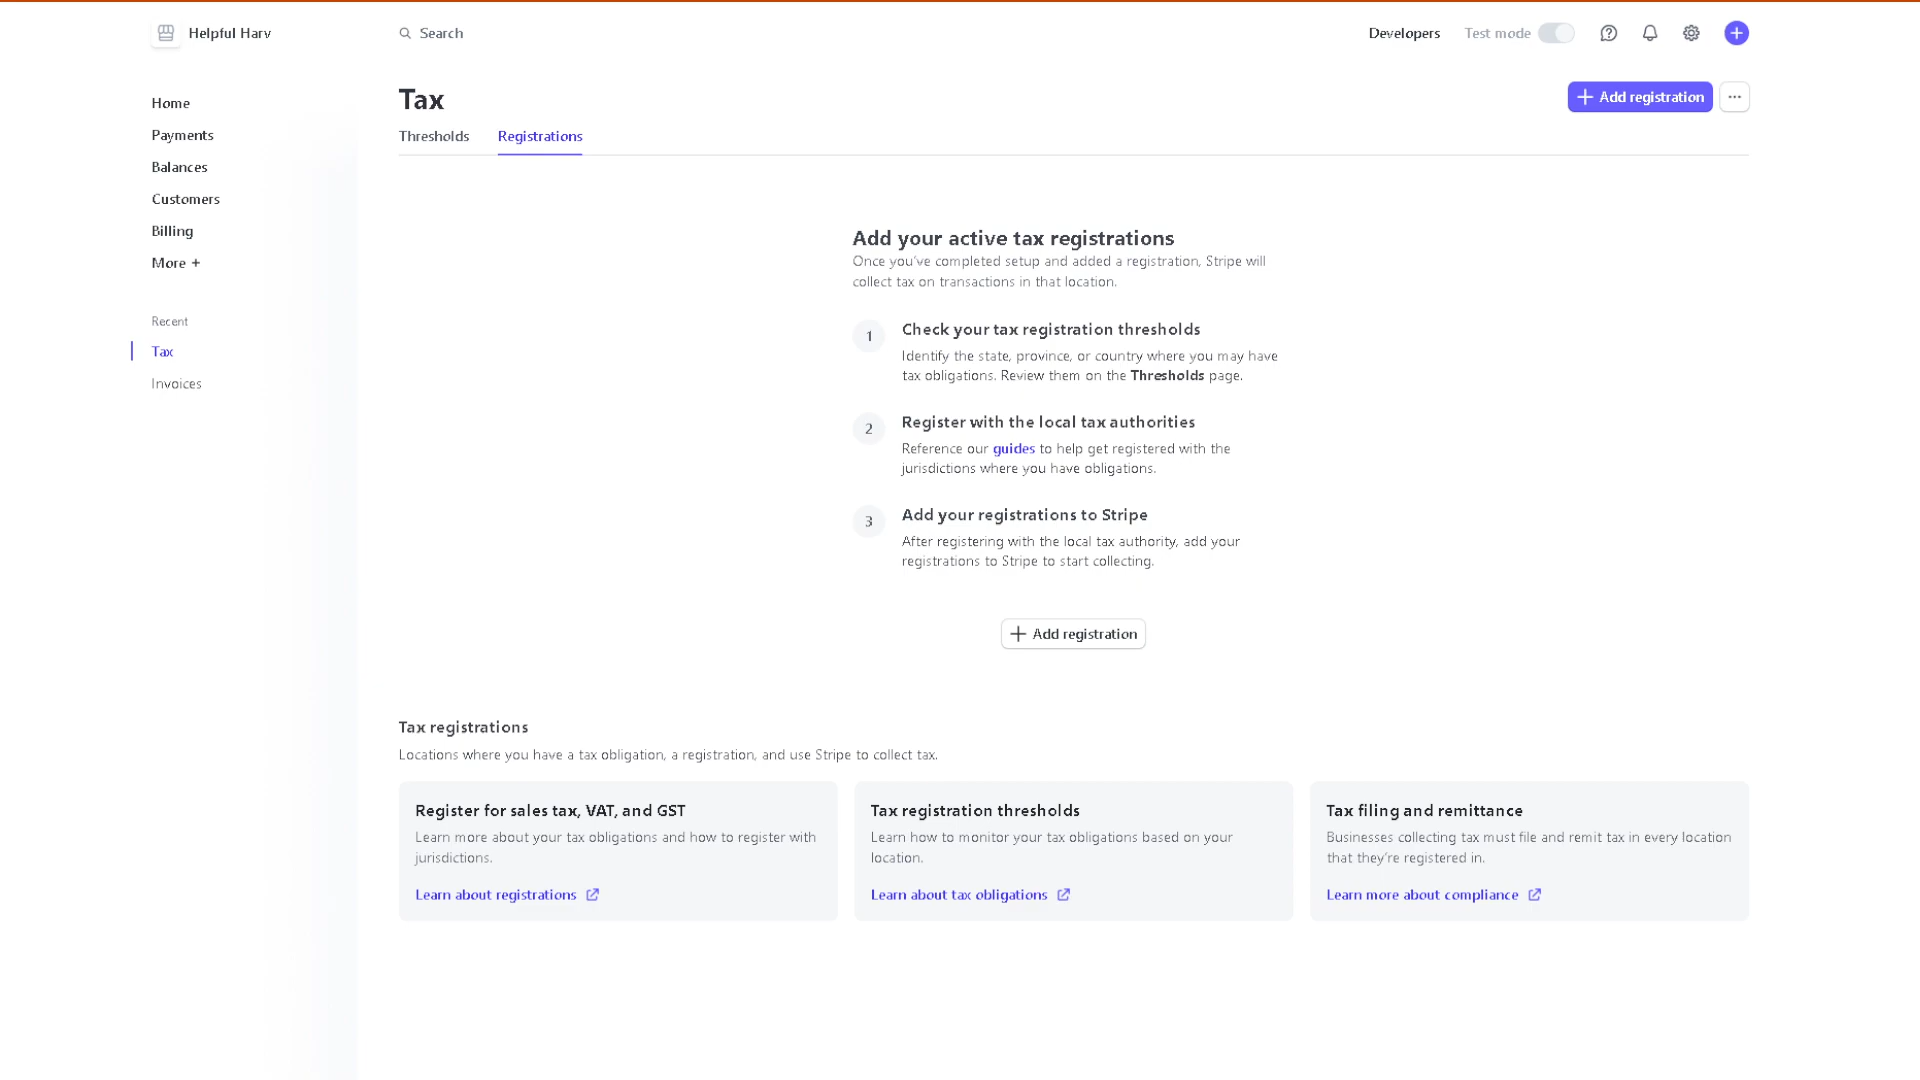 Helpful Harv
Search
Developers
Test mode
Home
Payments
Balances
Customers
Billing
More +
Recent
Tax
Invoices
Tax
+ Add registration
Thresholds
Registrations
Add your active tax registrations
Once you've completed setup and added a registration, Stripe will
collect tax on transactions in that location.
1
Check your tax registration thresholds
Identify the state, province, or country where you may have
tax obligations. Review them on the Thresholds page.
2
Register with the local tax authorities
Reference our guides to help get registered with the
jurisdictions where you have obligations.
3
Add your registrations to Stripe
After registering with the local tax authority, add your
registrations to Stripe to start collecting.
+ Add registration
Tax registrations
Locations where you have a tax obligation, a registration, and use Stripe to collect tax.
Register for sales tax, VAT, and GST
Learn more about your tax obligations and how to register with
jurisdictions.
Learn about registrations
Tax registration thresholds
Learn how to monitor your tax obligations based on your
location.
Learn about tax obligations
Tax filing and remittance
Businesses collecting tax must file and remit tax in every location
that they're registered in.
Learn more about compliance